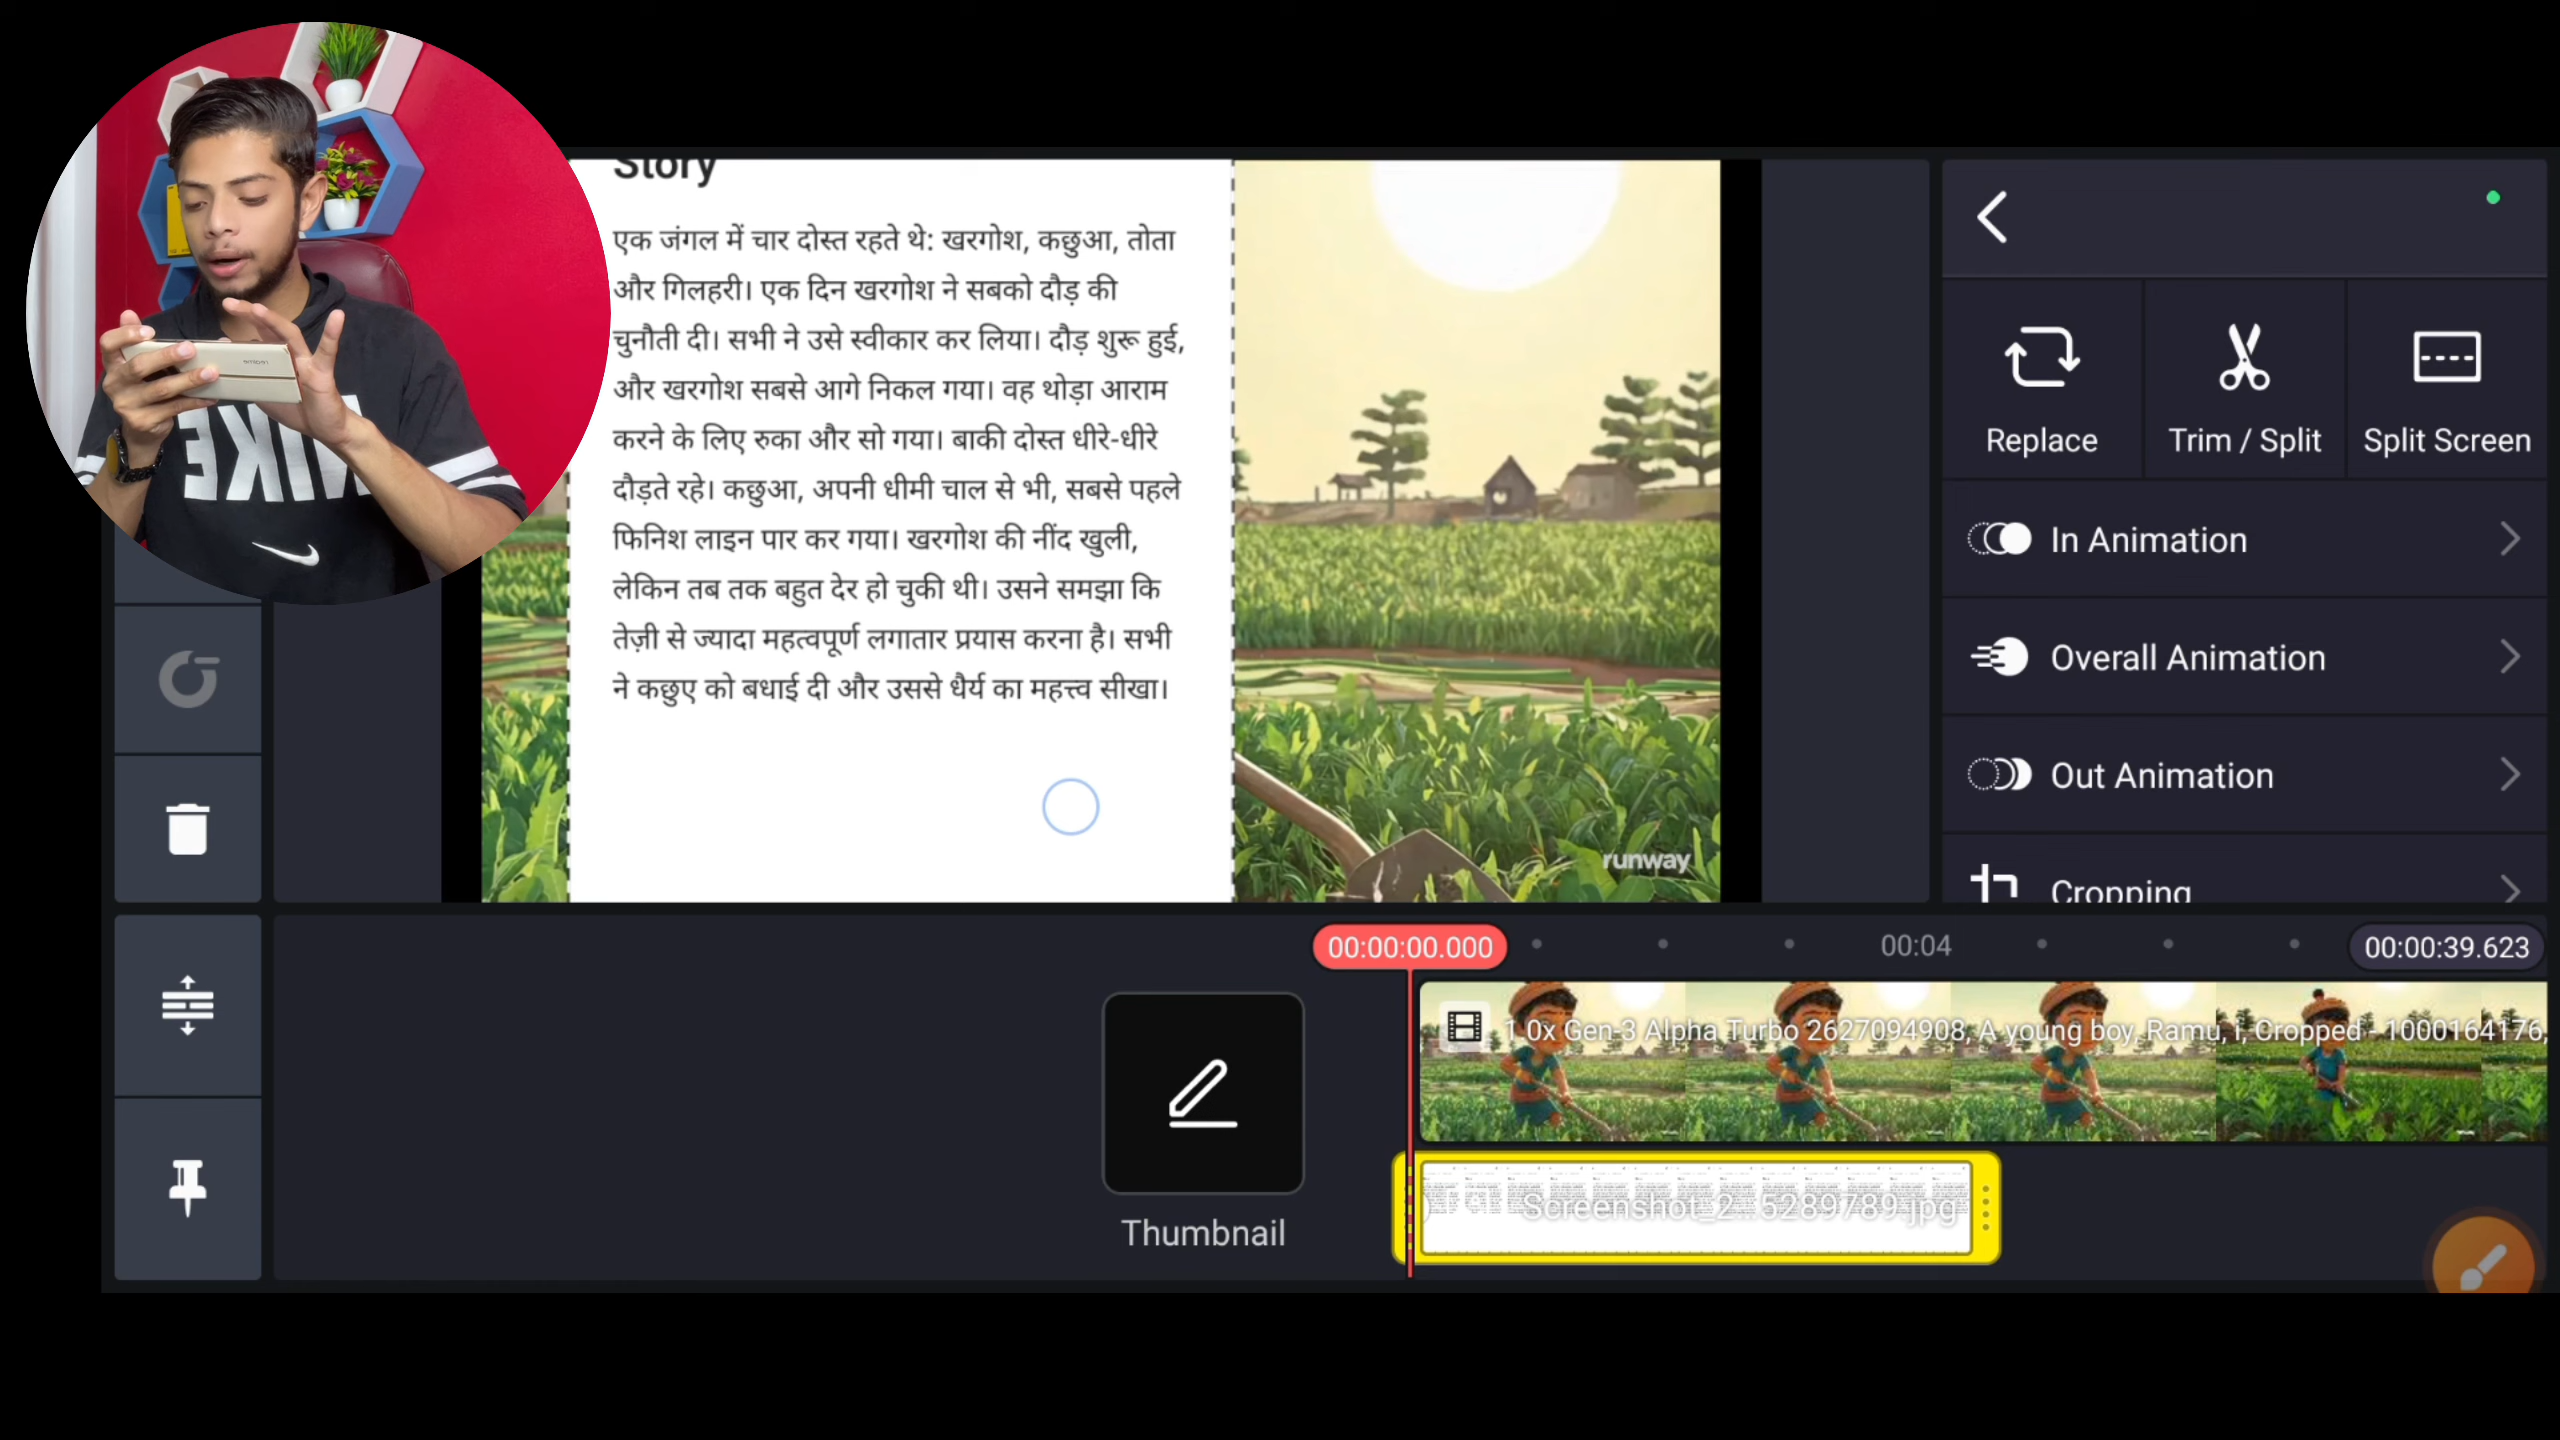 Story
एक जंगल में चार दोस्त रहते थे: खरगोश, कछुआ, तोता
और गिलहरी। एक दिन खरगोश ने सबको दौड़ की
चुनौती दी। सभी ने उसे स्वीकार कर लिया। दौड़ शुरू हुई,
और खरगोश सबसे आगे निकल गया। वह थोड़ा आराम
करने के लिए रुका और सो गया। बाकी दोस्त धीरे-धीरे
दौड़ते रहे। कछुआ, अपनी धीमी चाल से भी, सबसे पहले
फिनिश लाइन पार कर गया। खरगोश की नींद खुली,
लेकिन तब तक बहुत देर हो चुकी थी। उसने समझा कि
तेज़ी से ज्यादा महत्वपूर्ण लगातार प्रयास करना है। सभी
ने कछुए को बधाई दी और उससे धैर्य का महत्त्व सीखा।
runway
realme
NIKE
Replace
Trim / Split
Split Screen
In Animation
Overall Animation
Out Animation
Cropping
00:00:00.000
00:04
00:00:39.623
1.0x Gen-3 Alpha Turbo 2627094908, A young boy, Ramu, i, Cropped - 1000164176,
Screenshot_2...5289789.jpg
Thumbnail